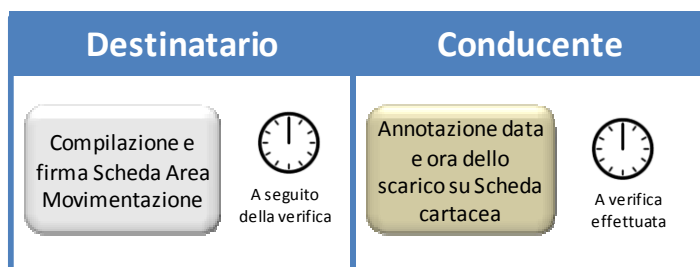 Destinatario
Conducente
Compilazione e
firma Scheda Area
Movimentazione
A seguito
della verifica
Annotazione data
e ora dello
scarico su Scheda
cartacea
A verifica
effettuata